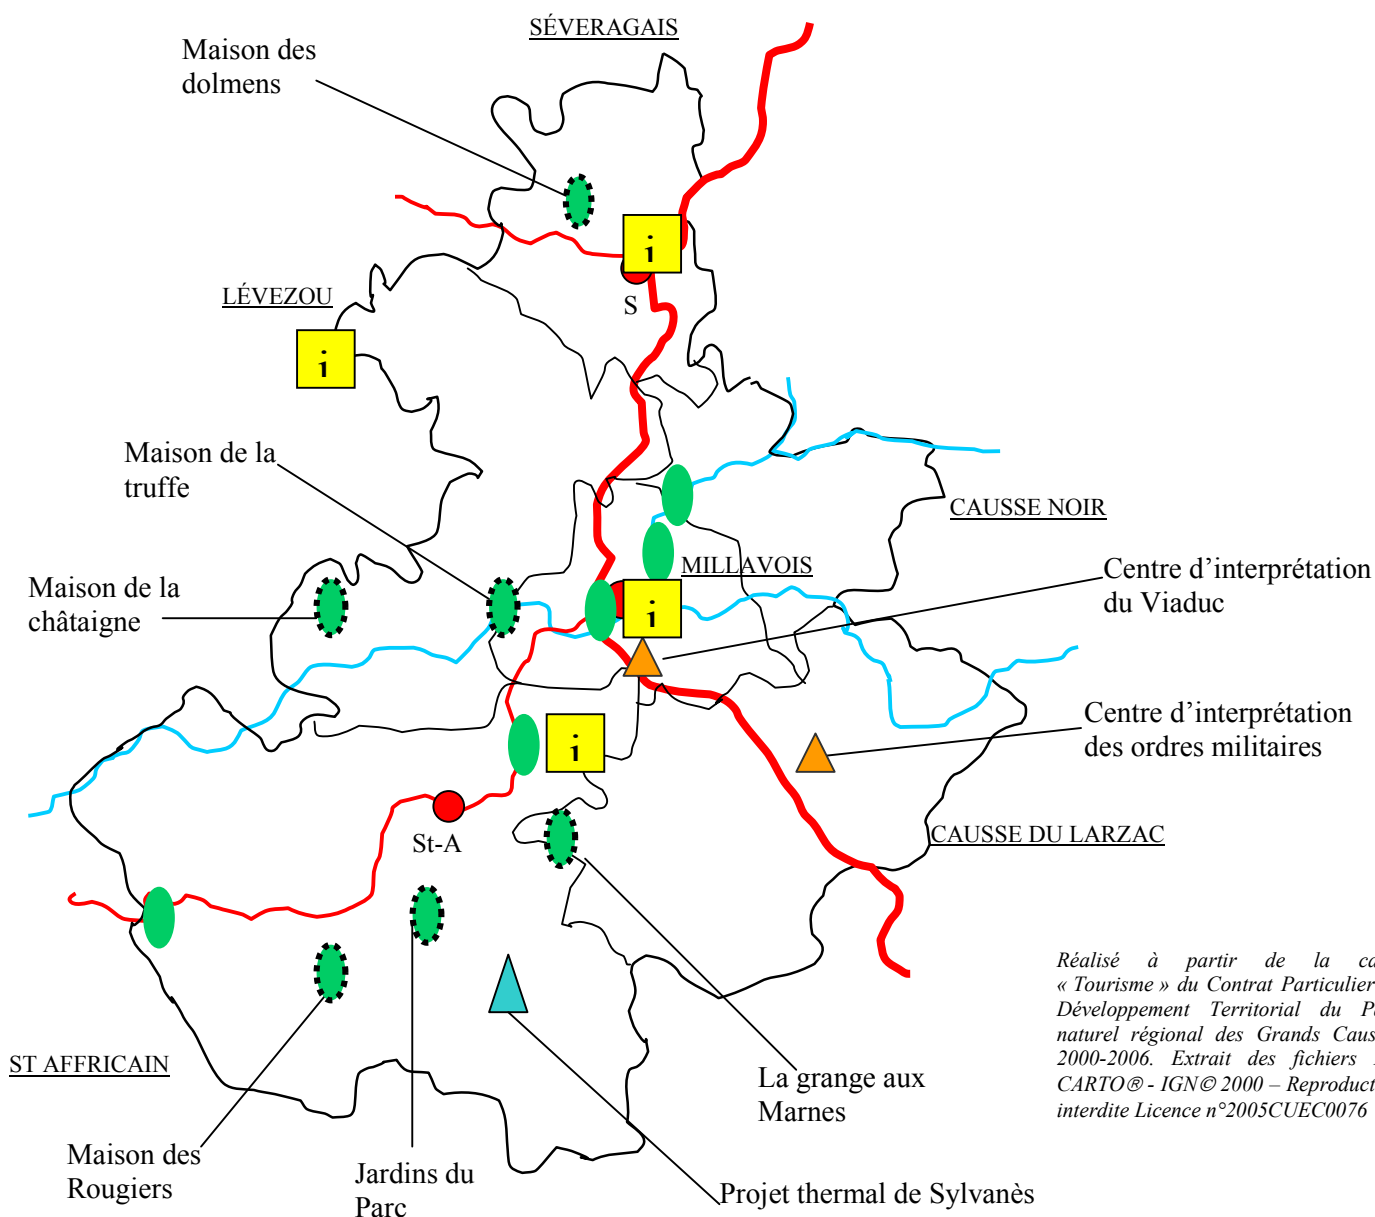 SÉVERAGAIS
Maison des
dolmens
i
S
LÉVEZOU
i
Maison de la
truffe
CAUSSE NOIR
MILLAVOIS
Centre d’interprétation
du Viaduc
Maison de la
châtaigne
i
Centre d’interprétation
des ordres militaires
i
St-A
CAUSSE DU LARZAC
Réalisé à partir de la
« Tourisme » du Contrat Particulier
Développement Territorial du
naturel régional des Grands
2000-2006. Extrait des fichiers
CARTO® - IGN© 2000 –
interdite Licence n°2005CUEC0076
ST AFFRICAIN
La grange aux
Marnes
Maison des
Rougiers
Jardins du
Parc
Projet thermal de Sylvanès